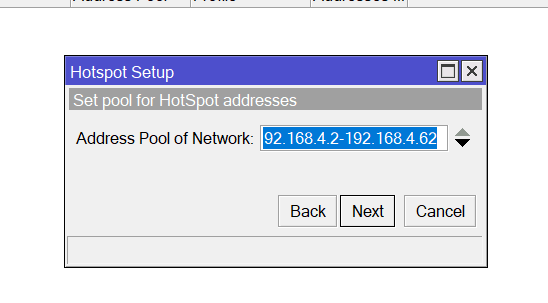 Hotspot Setup
Set pool for HotSpot addresses
Address Pool of Network: 92.168.4.2-192.168.4.62
Back Next Cancel